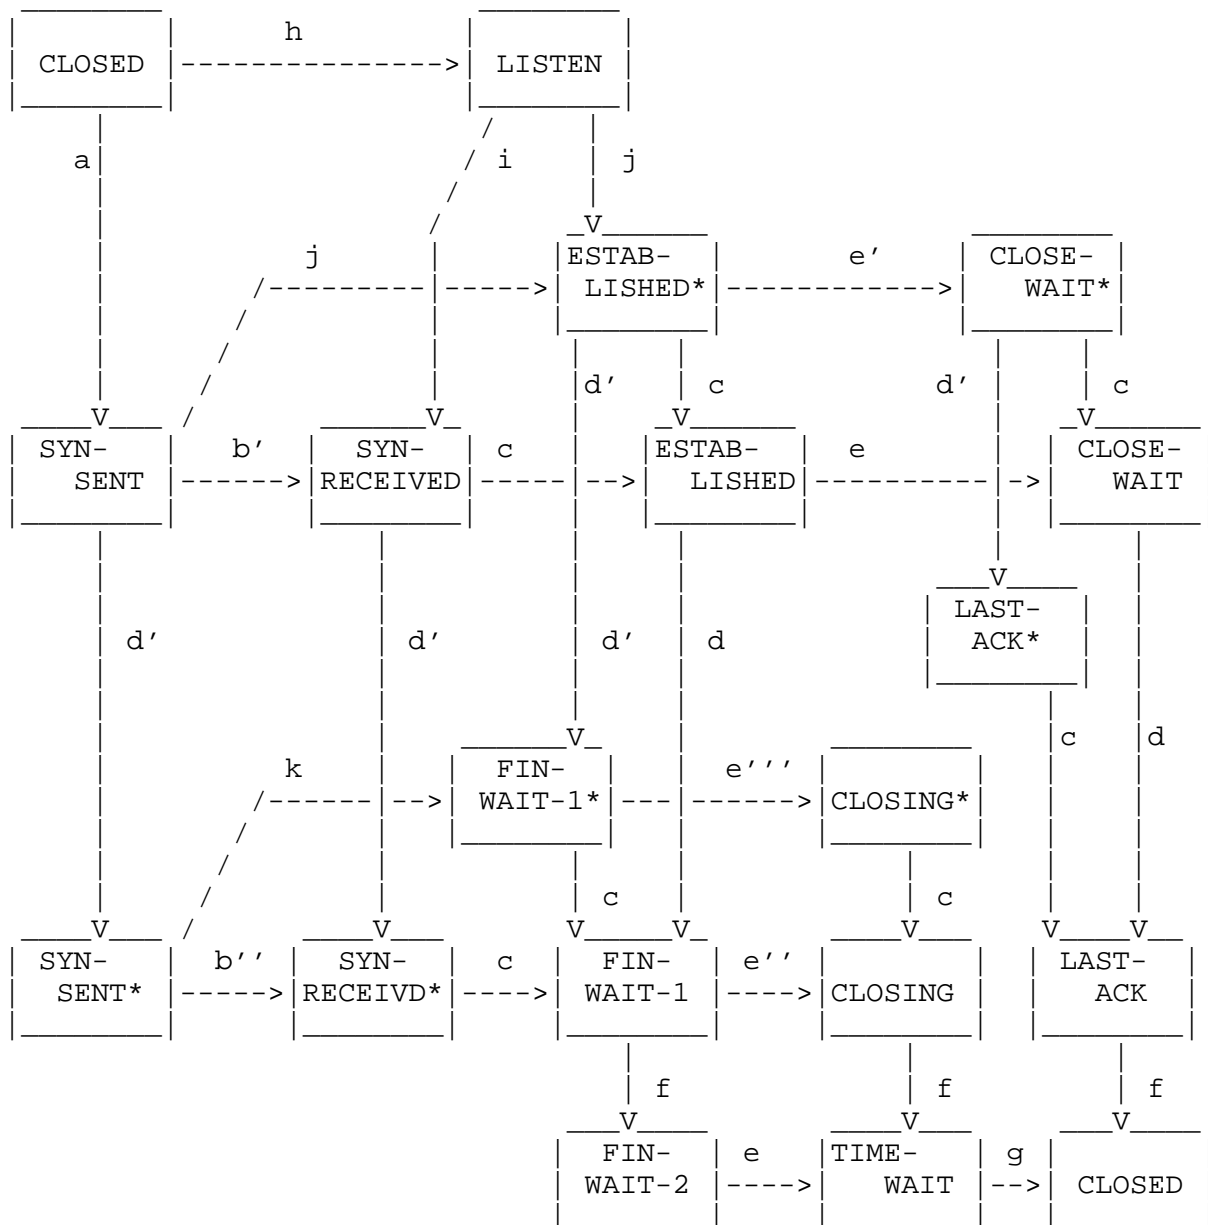 h
CLOSED LISTEN
a i j
j ESTAB- e' CLOSE-
LISHED* WAIT*
d' c d' c
SYN- b' SYN- c ESTAB- e CLOSE-
SENT RECEIVED LISHED WAIT
LAST-
d' d' d' d ACK*
c d
k FIN- e'''
WAIT-1* CLOSING*
c c
SYN- b'' SYN- c FIN- e'' LAST-
SENT* RECEIVD* WAIT-1 CLOSING ACK
f f f
FIN- e TIME- g
WAIT-2 WAIT CLOSED